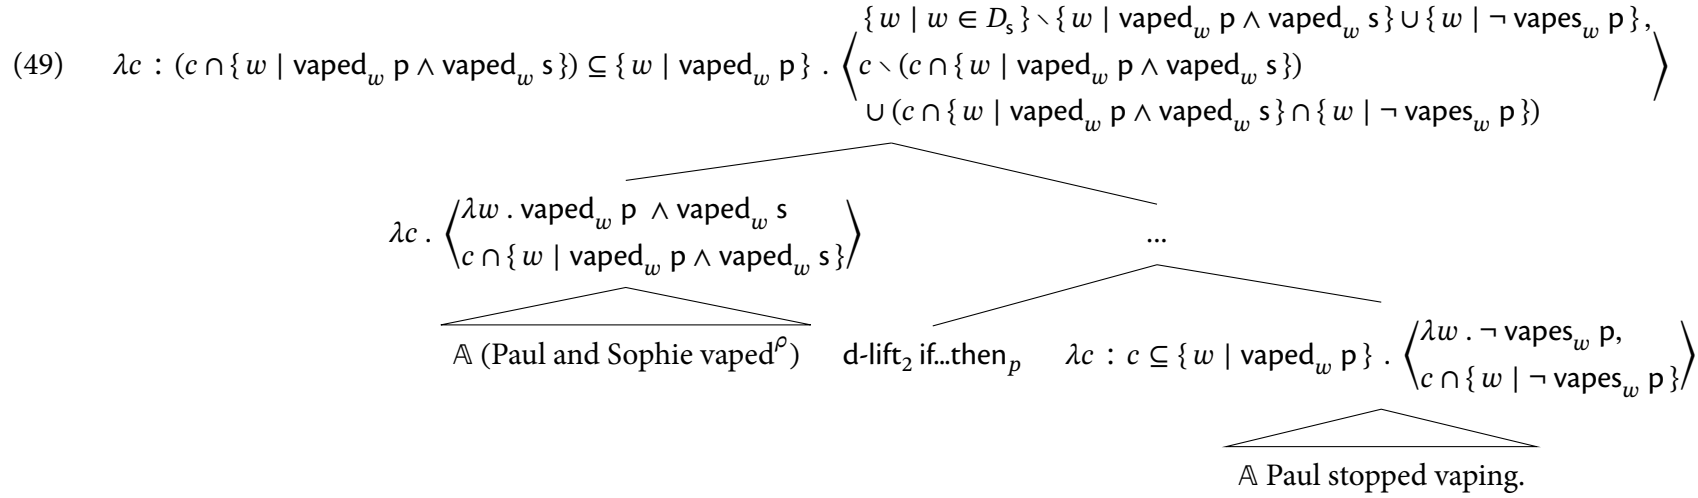 { w | w ∈ D_s } ∖ { w | vaped_w p ∧ vaped_w s } ∪ { w | ¬ vapes_w p },
(49) λc : (c ∩ { w | vaped_w p ∧ vaped_w s }) ⊆ { w | vaped_w p } . ⟨ c ∖ (c ∩ { w | vaped_w p ∧ vaped_w s }) ⟩
∪ (c ∩ { w | vaped_w p ∧ vaped_w s } ∩ { w | ¬ vapes_w p })
λc . ⟨ λw . vaped_w p ∧ vaped_w s
c ∩ { w | vaped_w p ∧ vaped_w s } ⟩
...
𝔸 (Paul and Sophie vaped^ρ)
d-lift₂ if...then_p
λc : c ⊆ { w | vaped_w p } . ⟨ λw . ¬ vapes_w p,
c ∩ { w | ¬ vapes_w p } ⟩
𝔸 Paul stopped vaping.